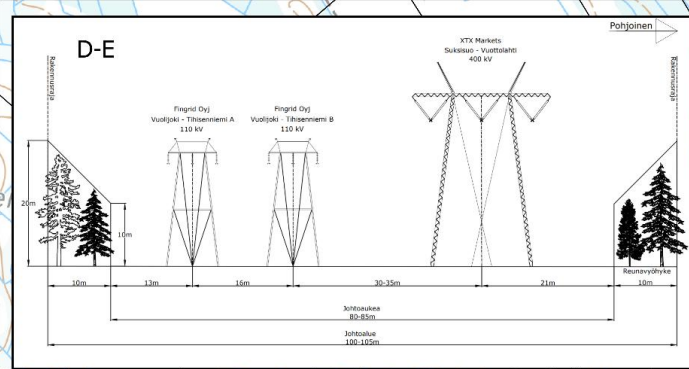 Pohjoinen
D-E
XTX Markets
Suksisuo - Vuottolahti
400 kV
Rakennusraja
Rakennusraja
Fingrid Oyj
Vuolijoki - Tihisenniemi A
110 kV
Fingrid Oyj
Vuolijoki - Tihisenniemi B
110 kV
20m
10m
Reunavyöhyke
10m
13m
16m
30-35m
21m
10m
Johtoaukea
80-85m
Johtoalue
100-105m